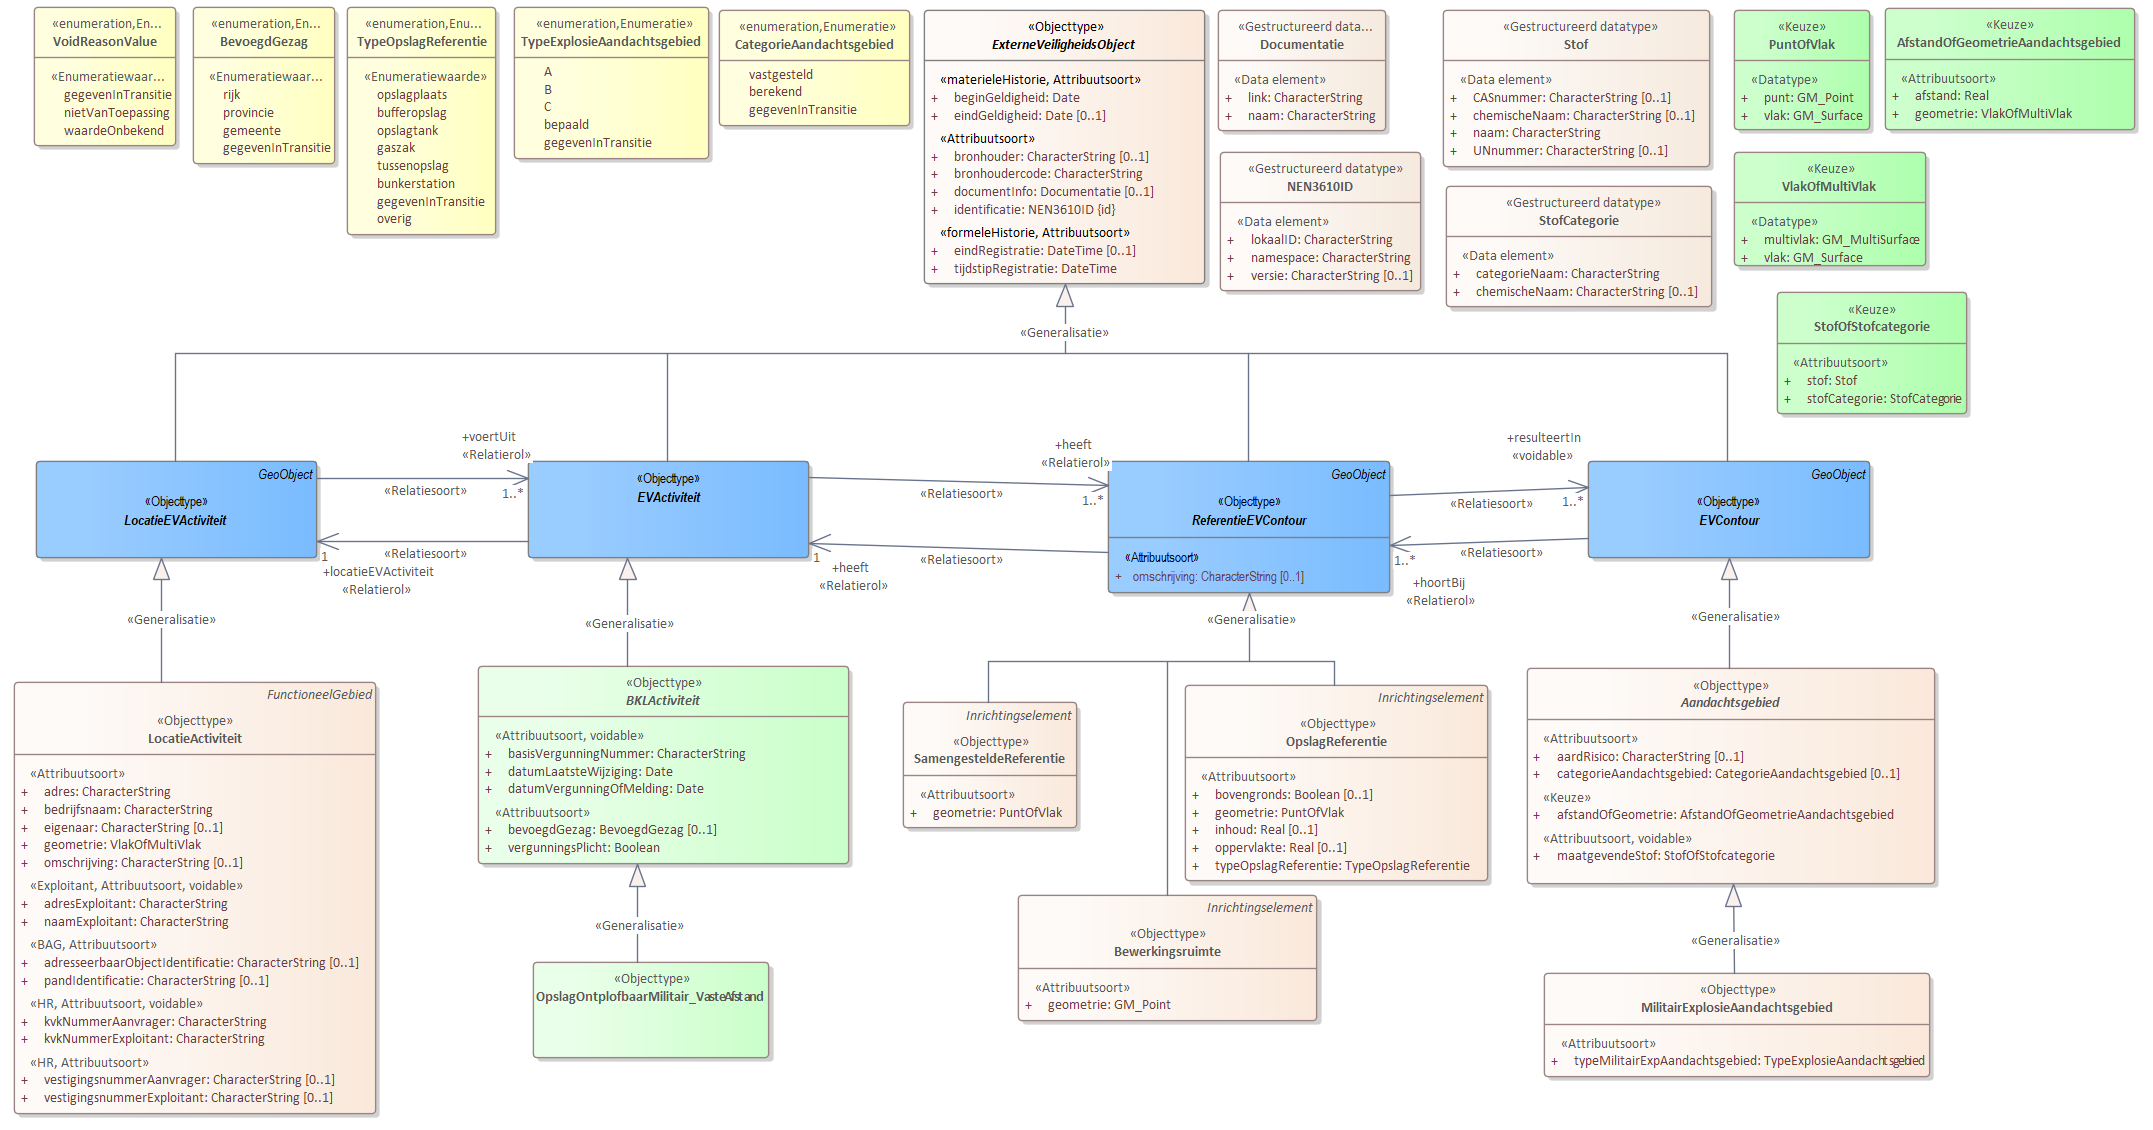 «enumeration,En...
VoidReasonValue
«Enumeratiewaar...
gegevenInTransitie
nietVanToepassing
waardeOnbekend
«enumeration,En...
BevoegdGezag
«Enumeratiewaar...
rijk
provincie
gemeente
gegevenInTransitie
«enumeration,Enu...
TypeOpslagReferentie
«Enumeratiewaarde»
opslagplaats
bufferopslag
opslagtank
gaszak
tussenopslag
bunkerstation
gegevenInTransitie
overig
«enumeration,Enumeratie»
TypeExplosieAandachtsgebied
A
B
C
bepaald
gegevenInTransitie
«enumeration,Enumeratie»
CategorieAandachtsgebied
vastgesteld
berekend
gegevenInTransitie
«Objecttype»
ExterneVeiligheidsObject
«materieleHistorie, Attribuutsoort»
+ beginGeldigheid: Date
+ eindGeldigheid: Date [0..1]
«Attribuutsoort»
+ bronhouder: CharacterString [0..1]
+ bronhoudercode: CharacterString
+ documentInfo: Documentatie [0..1]
+ identificatie: NEN3610ID {id}
«formeleHistorie, Attribuutsoort»
+ eindRegistratie: DateTime [0..1]
+ tijdstipRegistratie: DateTime
«Gestructureerd data...
Documentatie
«Data element»
+ link: CharacterString
+ naam: CharacterString
«Gestructureerd datatype»
NEN3610ID
«Data element»
+ lokaalID: CharacterString
+ namespace: CharacterString
+ versie: CharacterString [0..1]
«Gestructureerd datatype»
Stof
«Data element»
+ CASnummer: CharacterString [0..1]
+ chemischeNaam: CharacterString [0..1]
+ naam: CharacterString
+ UNnummer: CharacterString [0..1]
«Gestructureerd datatype»
StofCategorie
«Data element»
+ categorieNaam: CharacterString
+ chemischeNaam: CharacterString [0..1]
«Keuze»
PuntOfVlak
«Datatype»
+ punt: GM_Point
+ vlak: GM_Surface
«Keuze»
AfstandOfGeometrieAandachtsgebied
«Attribuutsoort»
+ afstand: Real
+ geometrie: VlakOfMultiVlak
«Keuze»
VlakOfMultiVlak
«Datatype»
+ multivlak: GM_MultiSurface
+ vlak: GM_Surface
«Keuze»
StofOfStofcategorie
«Attribuutsoort»
+ stof: Stof
+ stofCategorie: StofCategorie
«Generalisatie»
GeoObject
«Objecttype»
LocatieEVActiviteit
+voertUit
«Relatierol»
«Relatiesoort»
1..*
«Relatiesoort»
1
+locatieEVActiviteit
«Relatierol»
«Objecttype»
EVActiviteit
+heeft
«Relatierol»
«Relatiesoort»
1..*
«Relatiesoort»
1
+heeft
«Relatierol»
GeoObject
«Objecttype»
ReferentieEVContour
«Attribuutsoort»
+ omschrijving: CharacterString [0..1]
+resulteertIn
«voidable»
«Relatiesoort»
1..*
«Relatiesoort»
1..*
+hoortBij
«Relatierol»
GeoObject
«Objecttype»
EVContour
«Generalisatie»
«Generalisatie»
«Generalisatie»
«Generalisatie»
FunctioneelGebied
«Objecttype»
LocatieActiviteit
«Attribuutsoort»
+ adres: CharacterString
+ bedrijfsnaam: CharacterString
+ eigenaar: CharacterString [0..1]
+ geometrie: VlakOfMultiVlak
+ omschrijving: CharacterString [0..1]
«Exploitant, Attribuutsoort, voidable»
+ adresExploitant: CharacterString
+ naamExploitant: CharacterString
«BAG, Attribuutsoort»
+ adresseerbaarObjectIdentificatie: CharacterString [0..1]
+ pandIdentificatie: CharacterString [0..1]
«HR, Attribuutsoort, voidable»
+ kvkNummerAanvrager: CharacterString
+ kvkNummerExploitant: CharacterString
«HR, Attribuutsoort»
+ vestigingsnummerAanvrager: CharacterString [0..1]
+ vestigingsnummerExploitant: CharacterString [0..1]
«Objecttype»
BKLActiviteit
«Attribuutsoort, voidable»
+ basisVergunningNummer: CharacterString
+ datumLaatsteWijziging: Date
+ datumVergunningOfMelding: Date
«Attribuutsoort»
+ bevoegdGezag: BevoegdGezag [0..1]
+ vergunningsPlicht: Boolean
«Generalisatie»
«Objecttype»
OpslagOntplofbaarMilitair_VasteAfstand
Inrichtingselement
«Objecttype»
SamengesteldeReferentie
«Attribuutsoort»
+ geometrie: PuntOfVlak
Inrichtingselement
«Objecttype»
OpslagReferentie
«Attribuutsoort»
+ bovengronds: Boolean [0..1]
+ geometrie: PuntOfVlak
+ inhoud: Real [0..1]
+ oppervlakte: Real [0..1]
+ typeOpslagReferentie: TypeOpslagReferentie
Inrichtingselement
«Objecttype»
Bewerkingsruimte
«Attribuutsoort»
+ geometrie: GM_Point
«Objecttype»
Aandachtsgebied
«Attribuutsoort»
+ aardRisico: CharacterString [0..1]
+ categorieAandachtsgebied: CategorieAandachtsgebied [0..1]
«Keuze»
+ afstandOfGeometrie: AfstandOfGeometrieAandachtsgebied
«Attribuutsoort, voidable»
+ maatgevendeStof: StofOfStofcategorie
«Generalisatie»
«Objecttype»
MilitairExplosieAandachtsgebied
«Attribuutsoort»
+ typeMilitairExpAandachtsgebied: TypeExplosieAandachtsgebied